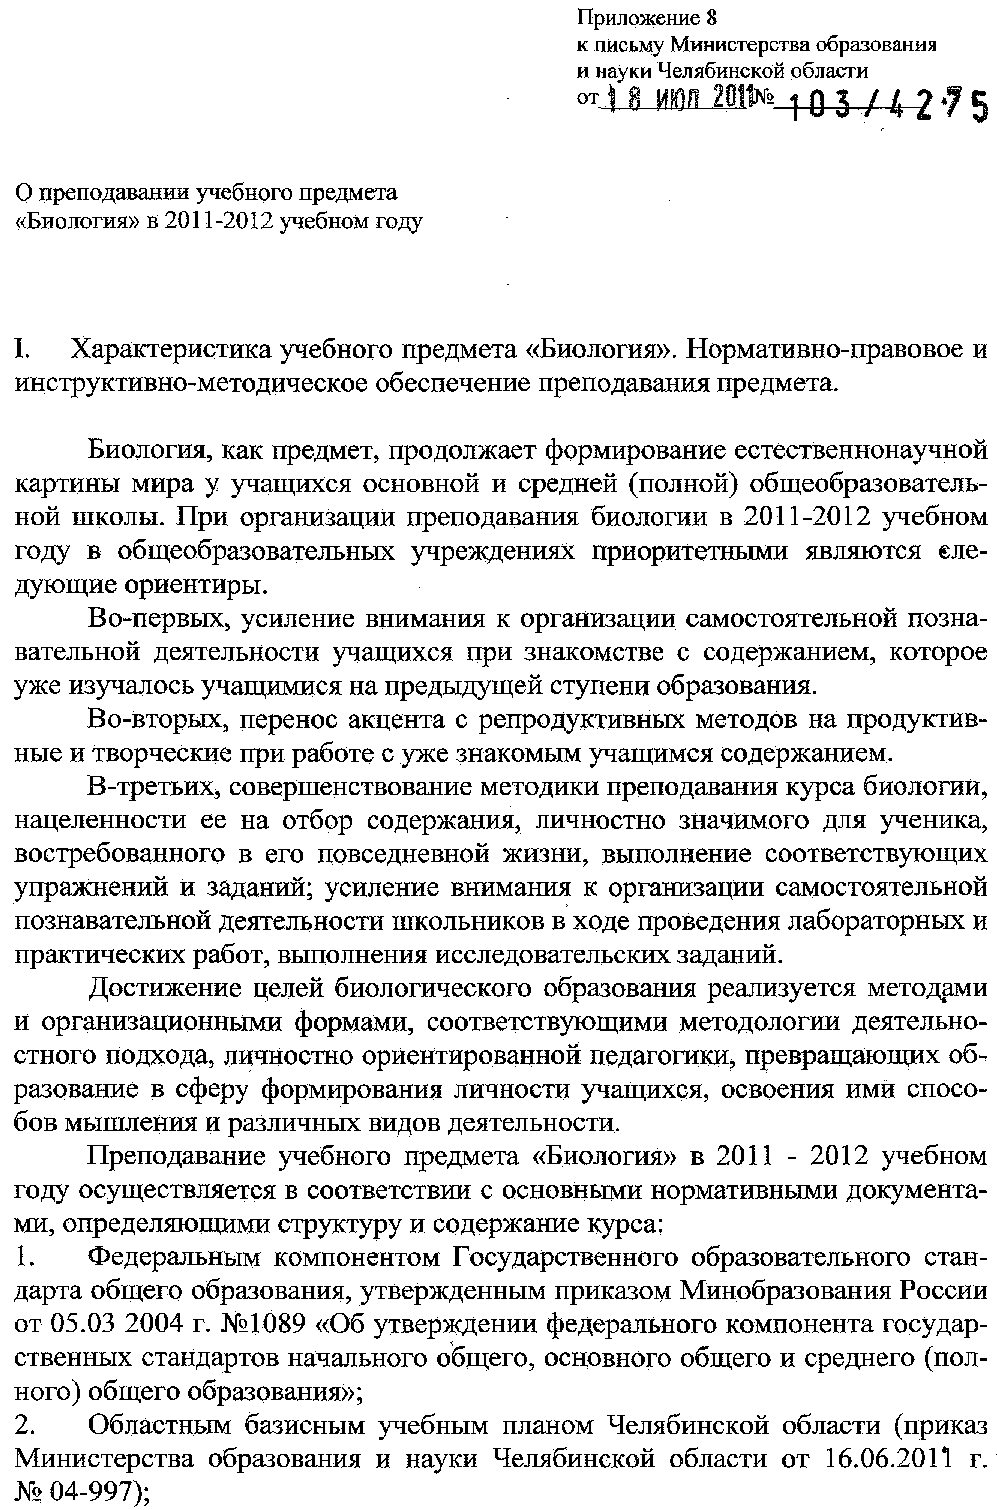 Приложение 8
к письму Министерства образования
и науки Челябинской области
от 18 ИЮЛ 2011№ 103/4275
О преподавании учебного предмета
«Биология» в 2011-2012 учебном году
I. Характеристика учебного предмета «Биология». Нормативно-правовое и
инструктивно-методическое обеспечение преподавания предмета.
Биология, как предмет, продолжает формирование естественнонаучной
картины мира у учащихся основной и средней (полной) общеобразователь-
ной школы. При организации преподавания биологии в 2011-2012 учебном
году в общеобразовательных учреждениях приоритетными являются сле-
дующие ориентиры.
Во-первых, усиление внимания к организации самостоятельной позна-
вательной деятельности учащихся при знакомстве с содержанием, которое
уже изучалось учащимися на предыдущей ступени образования.
Во-вторых, перенос акцента с репродуктивных методов на продуктив-
ные и творческие при работе с уже знакомым учащимся содержанием.
В-третьих, совершенствование методики преподавания курса биологии,
нацеленности ее на отбор содержания, личностно значимого для ученика,
востребованного в его повседневной жизни, выполнение соответствующих
упражнений и заданий; усиление внимания к организации самостоятельной
познавательной деятельности школьников в ходе проведения лабораторных и
практических работ, выполнения исследовательских заданий.
Достижение целей биологического образования реализуется методами
и организационными формами, соответствующими методологии деятельно-
стного подхода, личностно ориентированной педагогики, превращающих об-
разование в сферу формирования личности учащихся, освоения ими спосо-
бов мышления и различных видов деятельности.
Преподавание учебного предмета «Биология» в 2011 - 2012 учебном
году осуществляется в соответствии с основными нормативными документа-
ми, определяющими структуру и содержание курса:
1. Федеральным компонентом Государственного образовательного стан-
дарта общего образования, утвержденным приказом Минобразования России
от 05.03 2004 г. №1089 «Об утверждении федерального компонента государ-
ственных стандартов начального общего, основного общего и среднего (пол-
ного) общего образования»;
2. Областным базисным учебным планом Челябинской области (приказ
Министерства образования и науки Челябинской области от 16.06.2011 г.
№ 04-997);